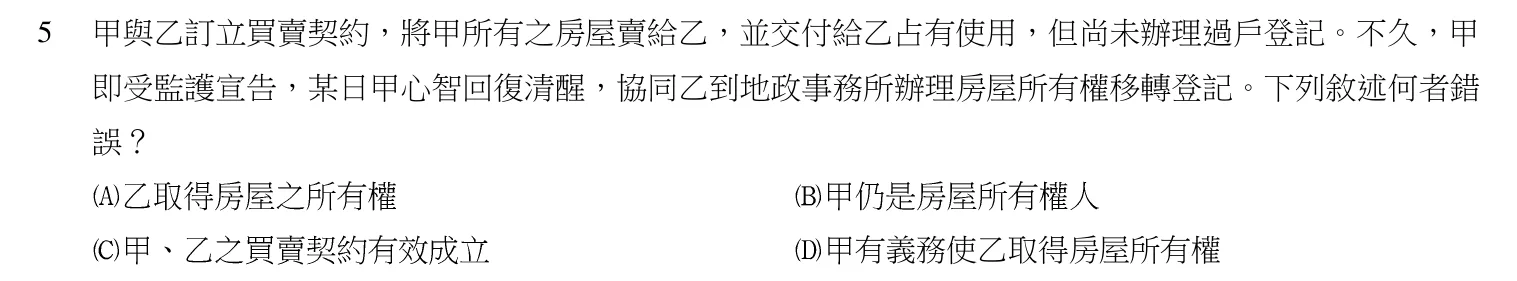 5 甲與乙訂立買賣契約，將甲所有之房屋賣給乙，並交付給乙占有使用，但尚未辦理過戶登記。不久，甲
即受監護宣告，某日甲心智回復清醒，協同乙到地政事務所辦理房屋所有權移轉登記。下列敘述何者錯
誤？
(A)乙取得房屋之所有權 (B)甲仍是房屋所有權人
(C)甲、乙之買賣契約有效成立 (D)甲有義務使乙取得房屋所有權